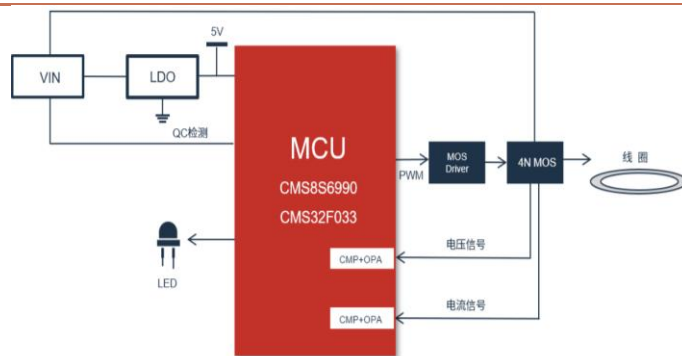 5V
VIN
LDO
QC检测
MCU
CMS8S6990
CMS32F033
PWM
MOS
Driver
4N MOS
线 圈
LED
CMP+OPA
电压信号
CMP+OPA
电流信号